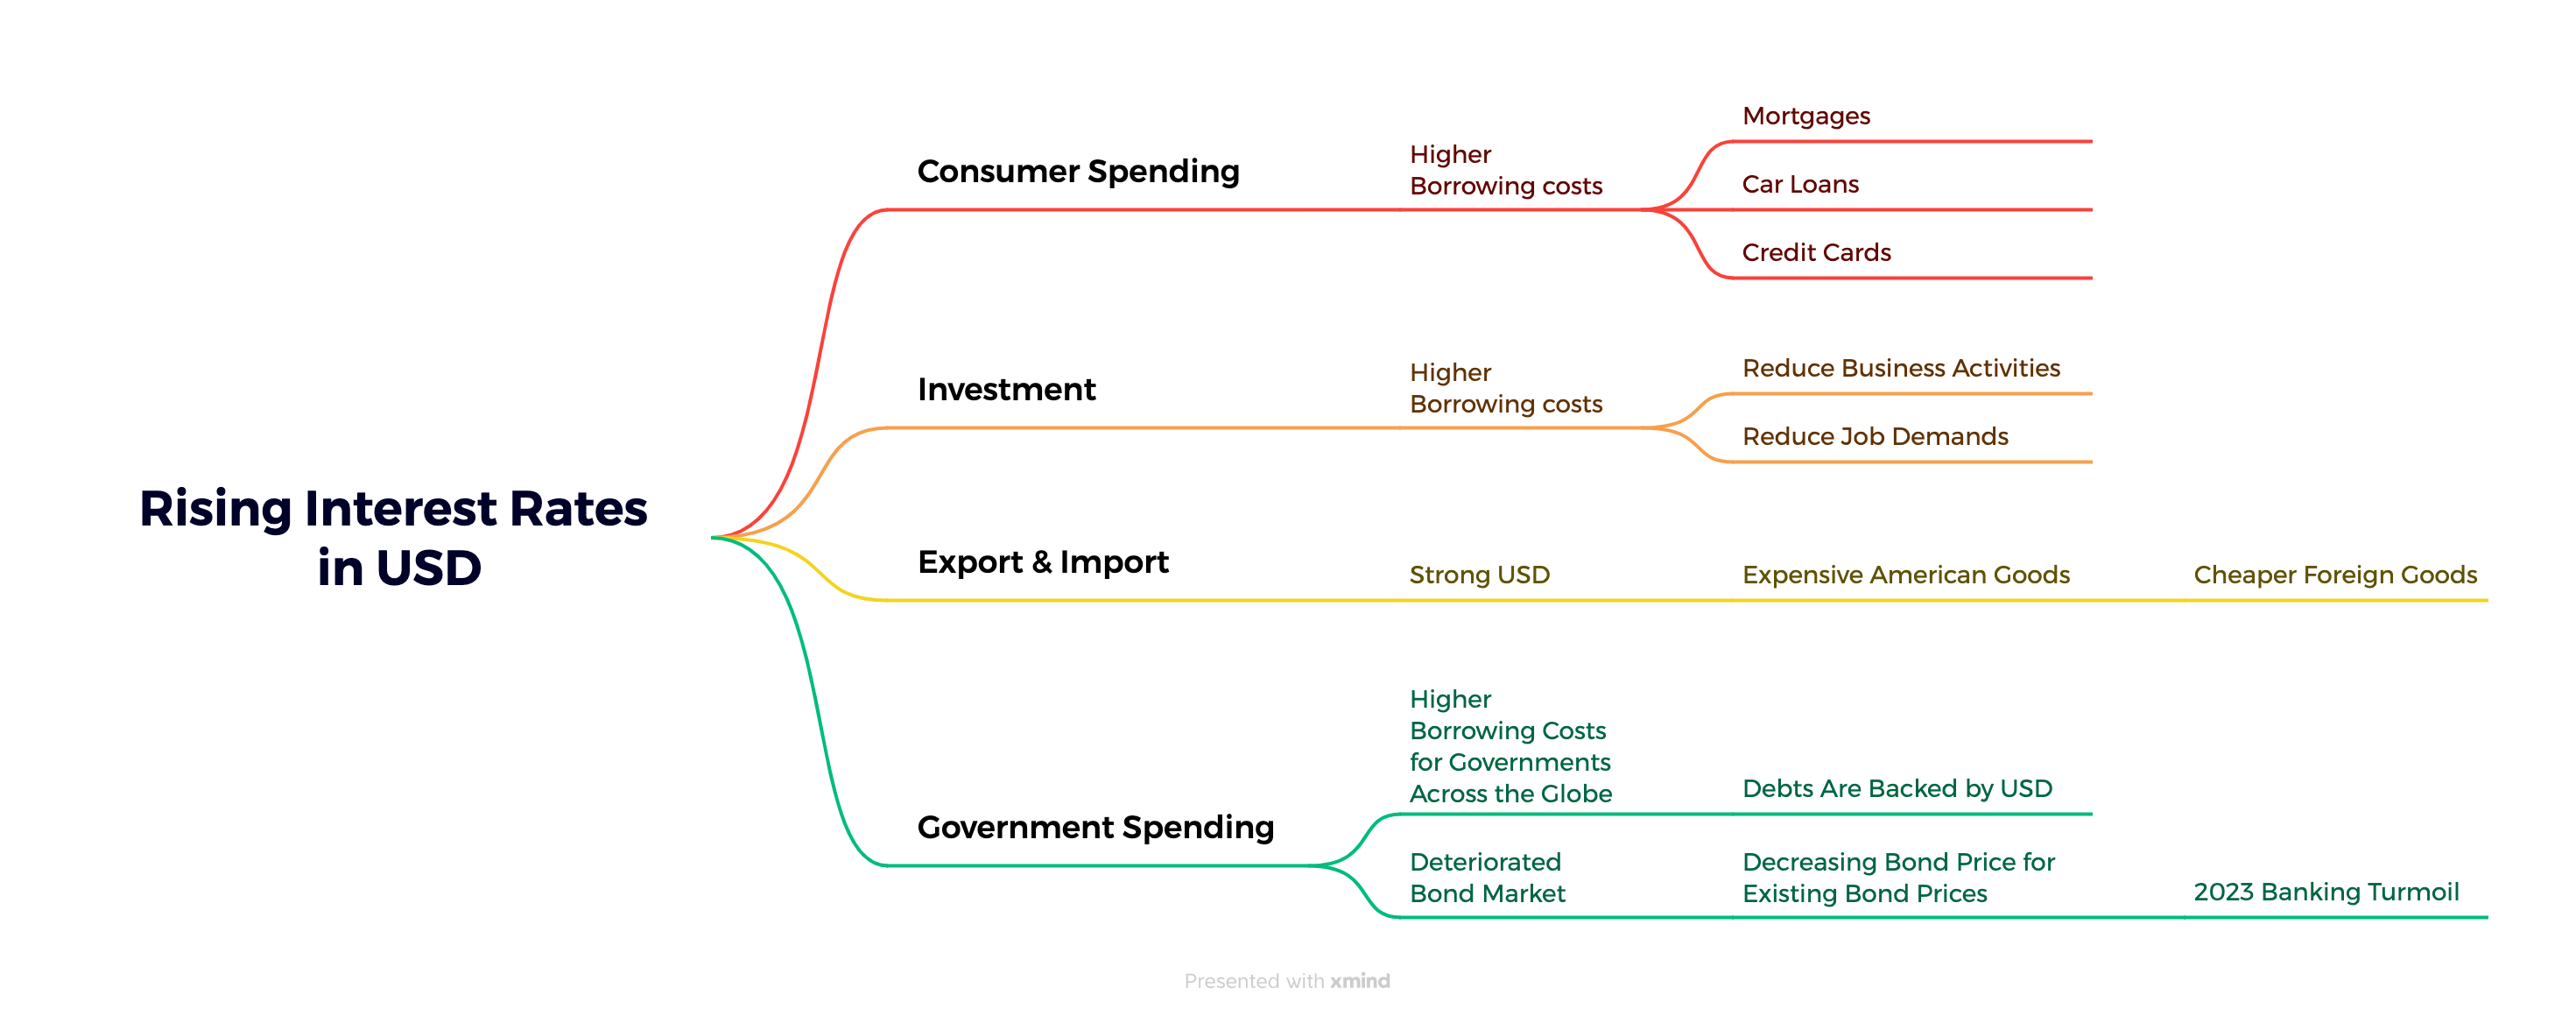 Rising Interest Rates
in USD
Consumer Spending
Higher
Borrowing costs
Mortgages
Car Loans
Credit Cards
Investment
Higher
Borrowing costs
Reduce Business Activities
Reduce Job Demands
Export & Import
Strong USD
Expensive American Goods
Cheaper Foreign Goods
Government Spending
Higher
Borrowing Costs
for Governments
Across the Globe
Debts Are Backed by USD
Deteriorated
Bond Market
Decreasing Bond Price for
Existing Bond Prices
2023 Banking Turmoil
Presented with xmind